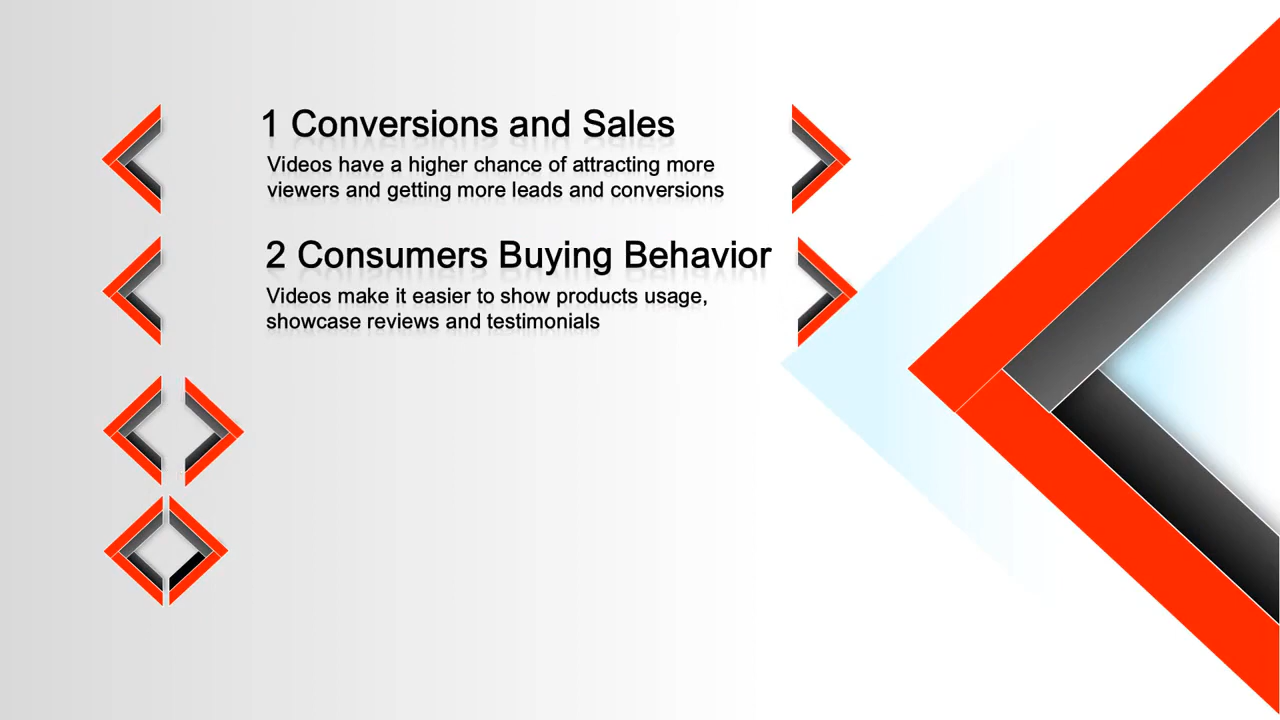 1 Conversions and Sales
Videos have a higher chance of attracting more
viewers and getting more leads and conversions
2 Consumers Buying Behavior
Videos make it easier to show products usage,
showcase reviews and testimonials